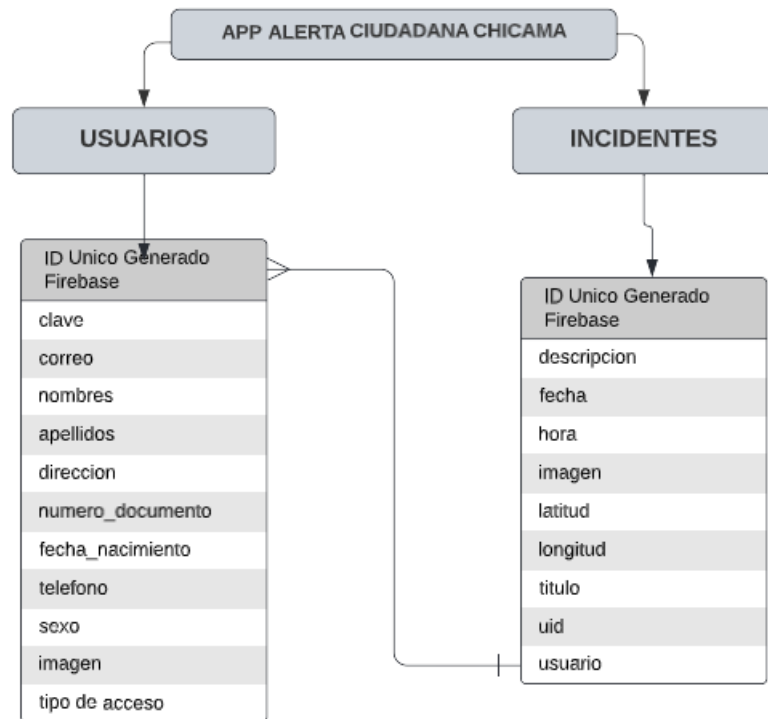 APP ALERTA CIUDADANA CHICAMA
USUARIOS
INCIDENTES
ID Unico Generado
Firebase
clave
correo
nombres
apellidos
direccion
numero_documento
fecha_nacimiento
telefono
sexo
imagen
tipo de acceso
ID Unico Generado
Firebase
descripcion
fecha
hora
imagen
latitud
longitud
titulo
uid
usuario